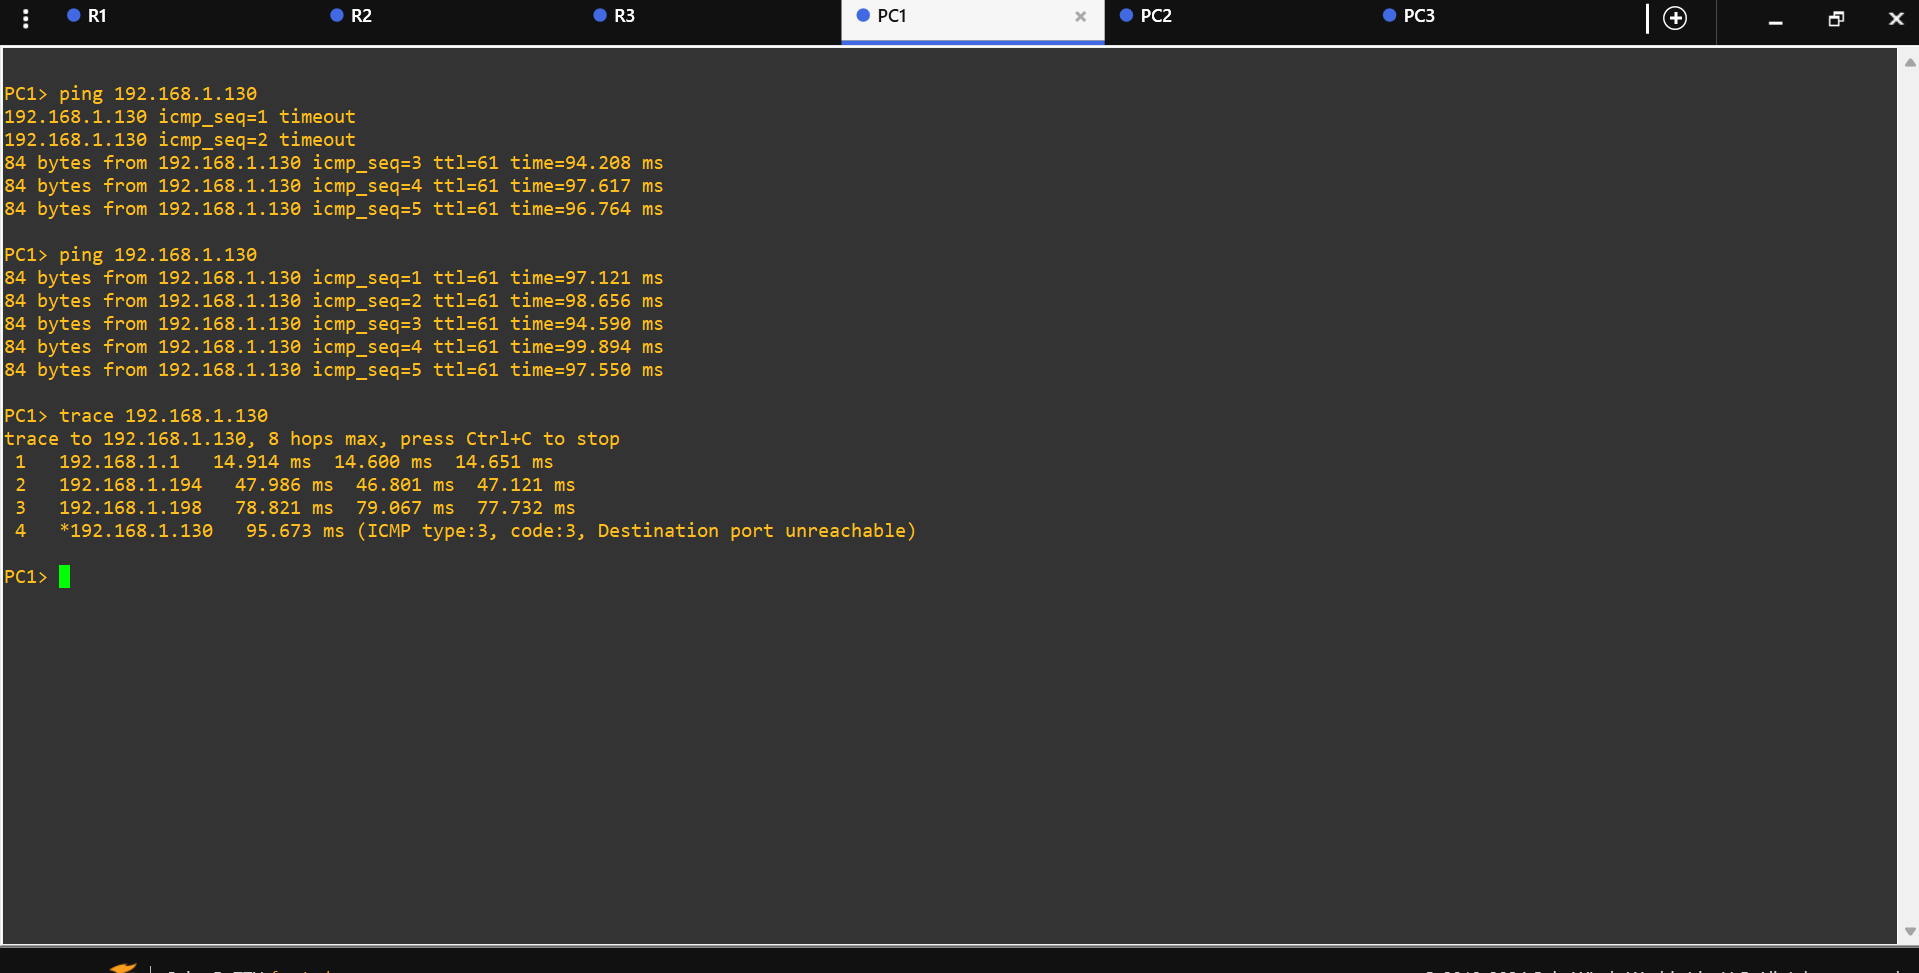 R1 R2 R3 PC1 PC2 PC3
PC1> ping 192.168.1.130
192.168.1.130 icmp_seq=1 timeout
192.168.1.130 icmp_seq=2 timeout
84 bytes from 192.168.1.130 icmp_seq=3 ttl=61 time=94.208 ms
84 bytes from 192.168.1.130 icmp_seq=4 ttl=61 time=97.617 ms
84 bytes from 192.168.1.130 icmp_seq=5 ttl=61 time=96.764 ms
PC1> ping 192.168.1.130
84 bytes from 192.168.1.130 icmp_seq=1 ttl=61 time=97.121 ms
84 bytes from 192.168.1.130 icmp_seq=2 ttl=61 time=98.656 ms
84 bytes from 192.168.1.130 icmp_seq=3 ttl=61 time=94.590 ms
84 bytes from 192.168.1.130 icmp_seq=4 ttl=61 time=99.894 ms
84 bytes from 192.168.1.130 icmp_seq=5 ttl=61 time=97.550 ms
PC1> trace 192.168.1.130
trace to 192.168.1.130, 8 hops max, press Ctrl+C to stop
1 192.168.1.1 14.914 ms 14.600 ms 14.651 ms
2 192.168.1.194 47.986 ms 46.801 ms 47.121 ms
3 192.168.1.198 78.821 ms 79.067 ms 77.732 ms
4 *192.168.1.130 95.673 ms (ICMP type:3, code:3, Destination port unreachable)
PC1>